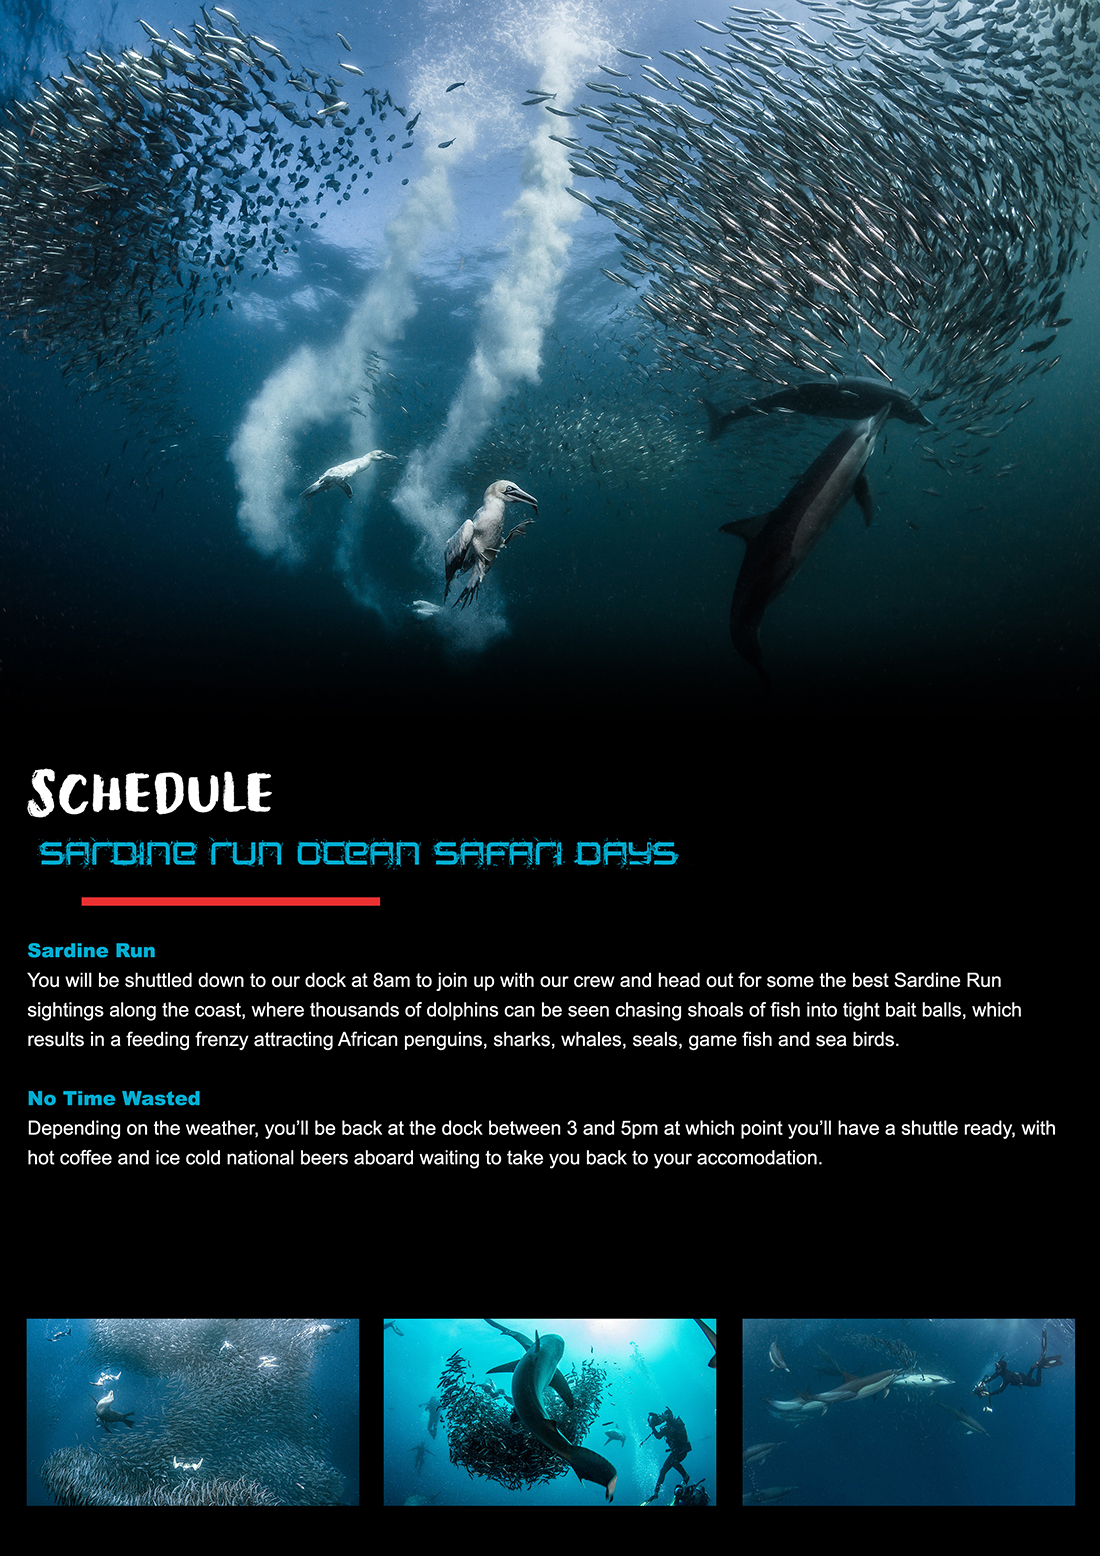 SCHEDULE
SARDINE RUN OCEAN SAFARI DAYS
Sardine Run
You will be shuttled down to our dock at 8am to join up with our crew and head out for some the best Sardine Run
sightings along the coast, where thousands of dolphins can be seen chasing shoals of fish into tight bait balls, which
results in a feeding frenzy attracting African penguins, sharks, whales, seals, game fish and sea birds.
No Time Wasted
Depending on the weather, you’ll be back at the dock between 3 and 5pm at which point you’ll have a shuttle ready, with
hot coffee and ice cold national beers aboard waiting to take you back to your accomodation.